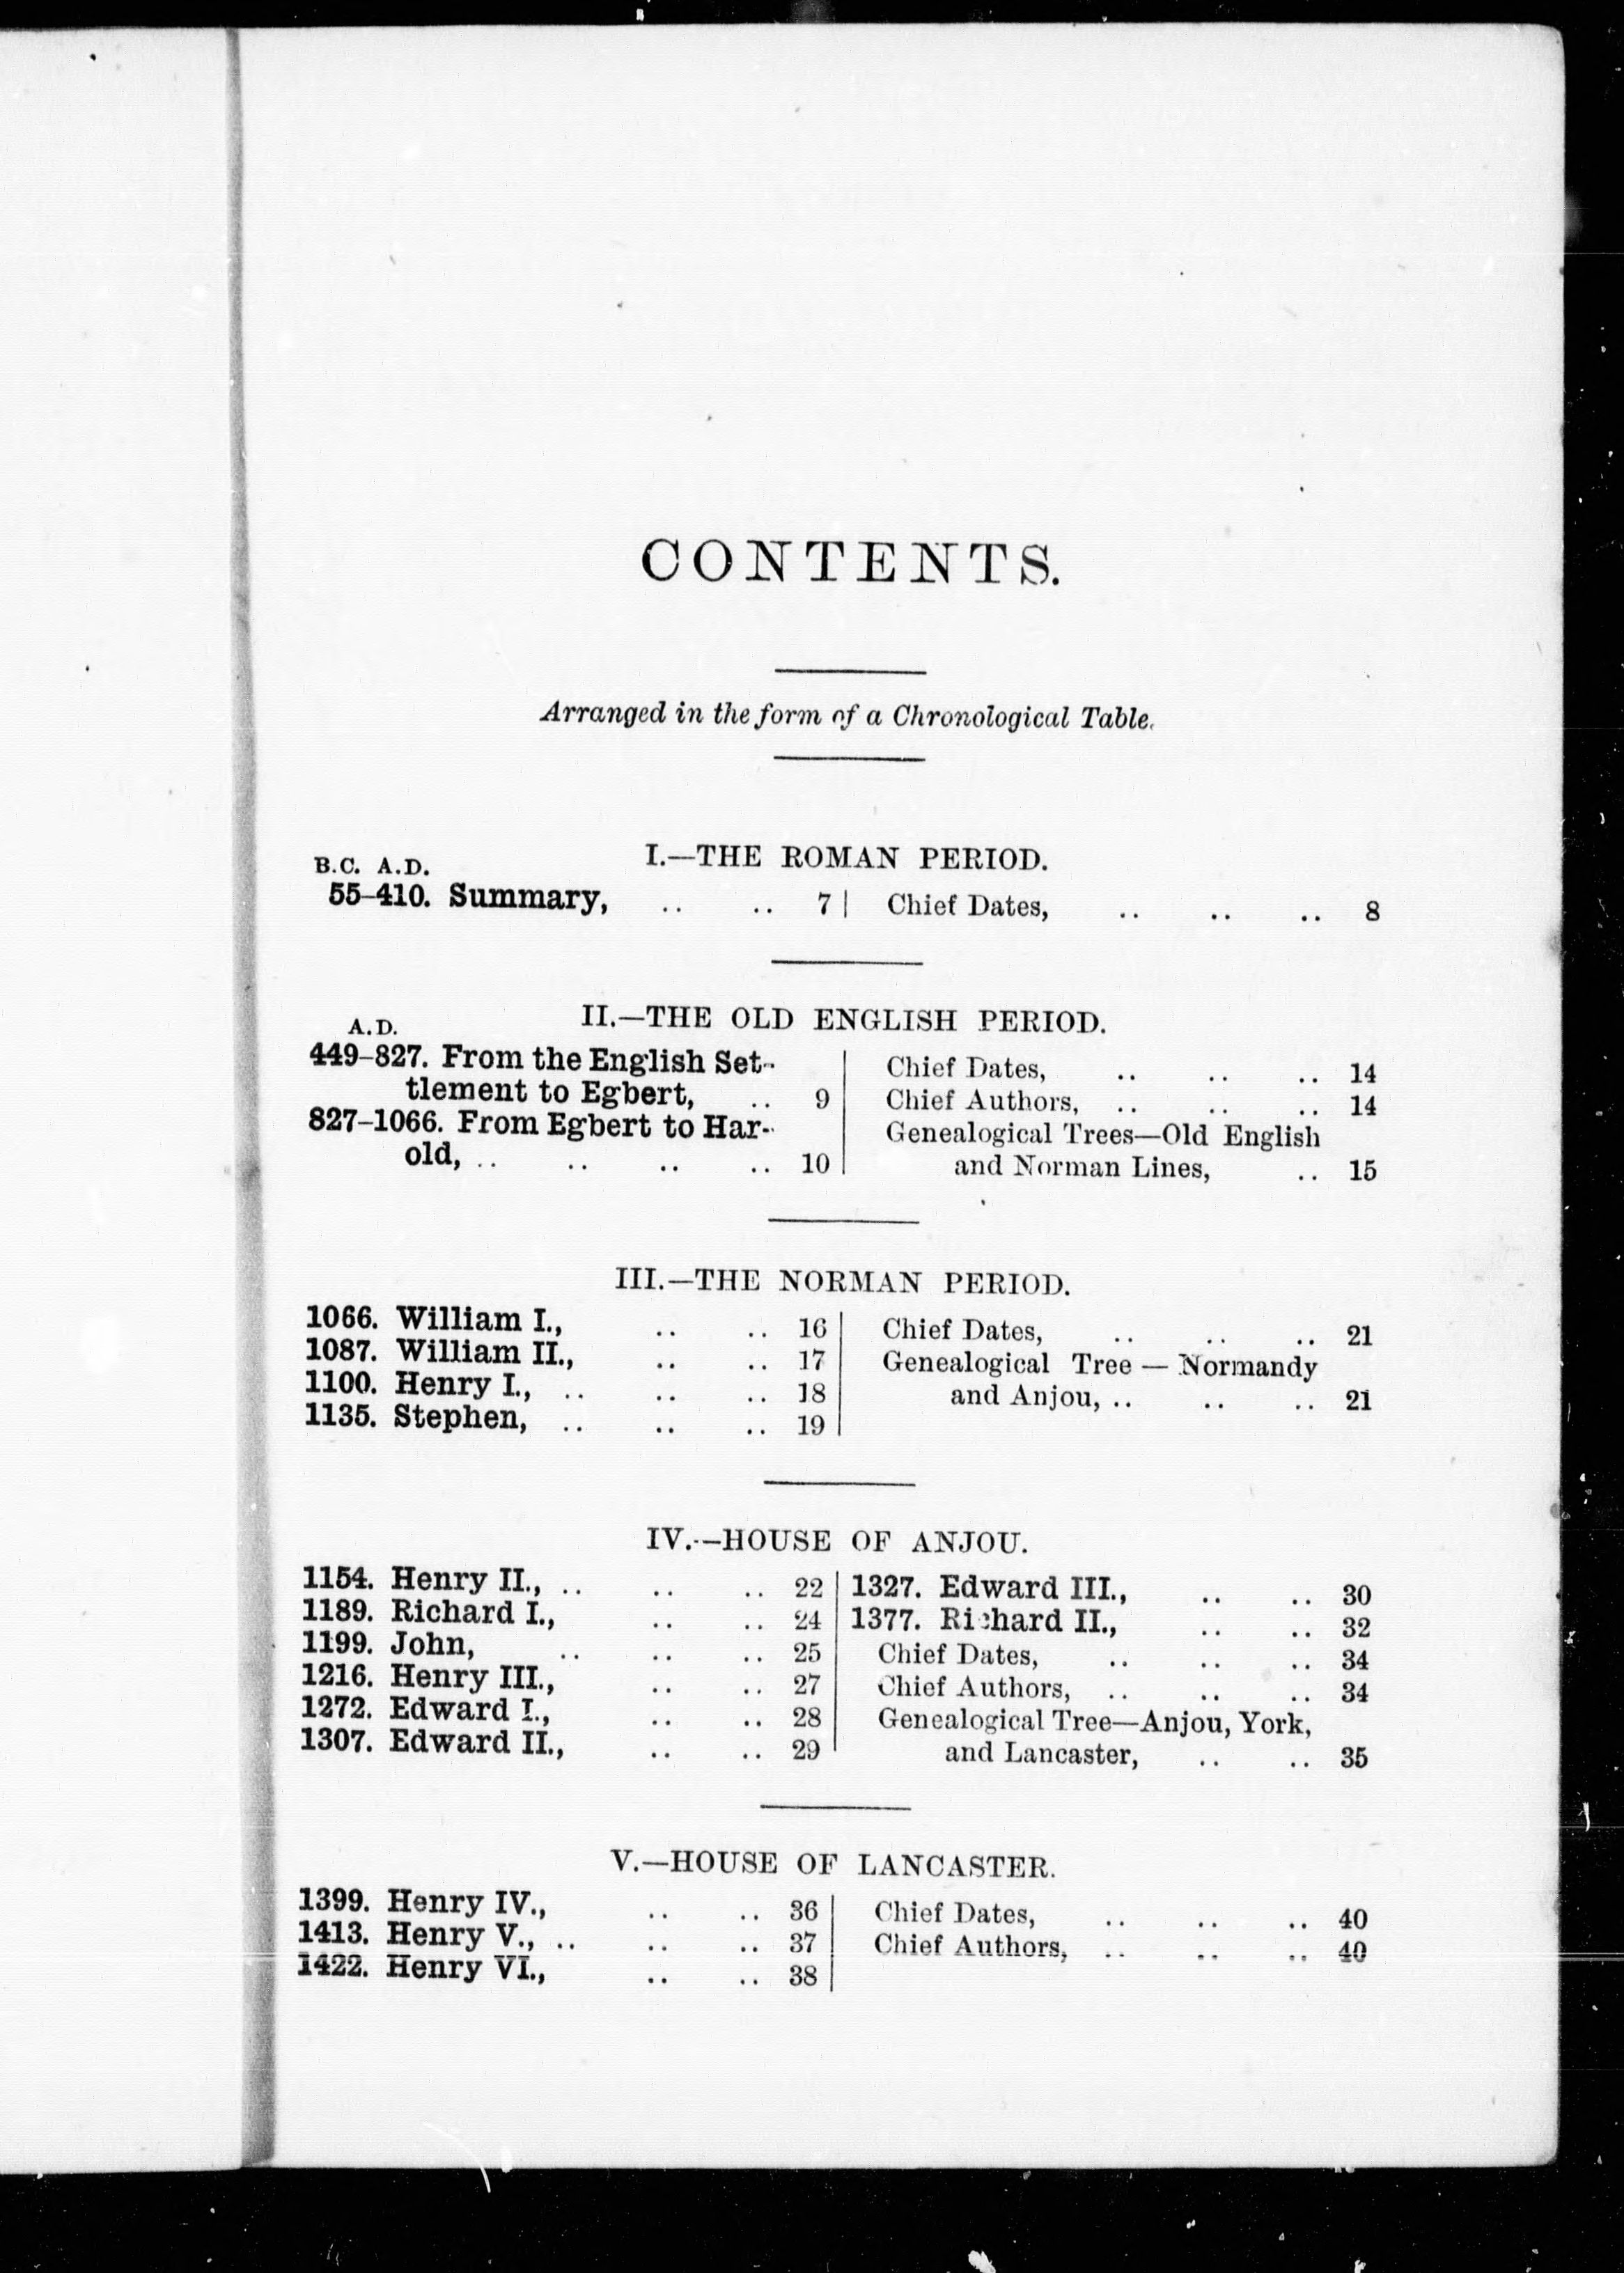 CONTENTS.
Arranged in the form of a Chronological Table.
I.—THE ROMAN PERIOD.
B.C. A.D.
55–410. Summary, .. .. 7
Chief Dates, .. .. .. 8
II.—THE OLD ENGLISH PERIOD.
A.D.
449–827. From the English Set-
tlement to Egbert, .. 9
827–1066. From Egbert to Har-
old, .. .. .. .. 10
Chief Dates, .. .. .. 14
Chief Authors, .. .. .. 14
Genealogical Trees—Old English
and Norman Lines, .. 15
III.—THE NORMAN PERIOD.
1066. William I., .. .. 16
1087. William II., .. .. 17
1100. Henry I., .. .. .. 18
1135. Stephen, .. .. .. 19
Chief Dates, .. .. .. 21
Genealogical Tree — Normandy
and Anjou, .. .. .. 21
IV.—HOUSE OF ANJOU.
1154. Henry II., .. .. .. 22
1189. Richard I., .. .. 24
1199. John, .. .. .. 25
1216. Henry III., .. .. 27
1272. Edward I., .. .. 28
1307. Edward II., .. .. 29
1327. Edward III., .. .. 30
1377. Richard II., .. .. 32
Chief Dates, .. .. .. 34
Chief Authors, .. .. .. 34
Genealogical Tree—Anjou, York,
and Lancaster, .. .. 35
V.—HOUSE OF LANCASTER.
1399. Henry IV., .. .. 36
1413. Henry V., .. .. .. 37
1422. Henry VI., .. .. 38
Chief Dates, .. .. .. 40
Chief Authors, .. .. .. 40